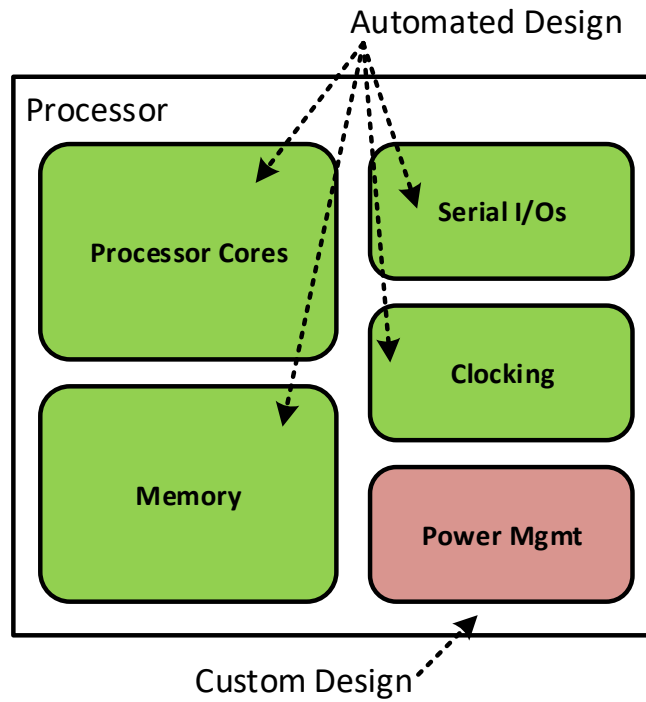 Automated Design
Processor
Processor Cores
Serial I/Os
Clocking
Memory
Power Mgmt
Custom Design